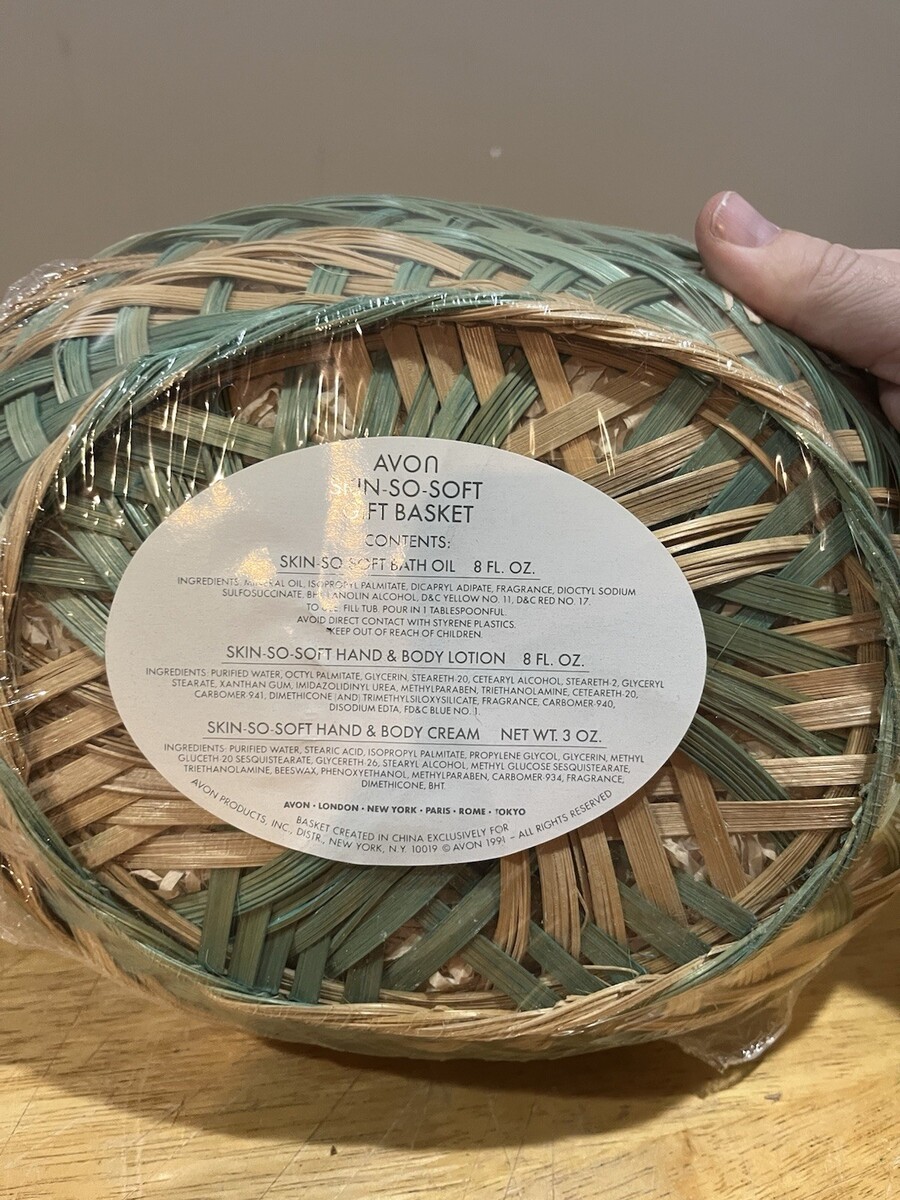 AVON
SKIN-SO-SOFT
GIFT BASKET
CONTENTS:
SKIN-SO-SOFT BATH OIL 8 FL. OZ.
INGREDIENTS: MINERAL OIL, ISOPROPYL PALMITATE, DICAPRYL ADIPATE, FRAGRANCE, DIOCTYL SODIUM
SULFOSUCCINATE. BHT, LANOLIN ALCOHOL, D&C YELLOW NO. 11, D&C RED NO. 17.
TO USE: FILL TUB. POUR IN 1 TABLESPOONFUL.
AVOID DIRECT CONTACT WITH STYRENE PLASTICS.
KEEP OUT OF REACH OF CHILDREN.
SKIN-SO-SOFT HAND & BODY LOTION 8 FL. OZ.
INGREDIENTS: PURIFIED WATER, OCTYL PALMITATE, GLYCERIN, STEARETH-20, CETEARYL ALCOHOL, STEARETH-2, GLYCERYL
STEARATE, XANTHAN GUM, IMIDAZOLIDINYL UREA, METHYLPARABEN, TRIETHANOLAMINE, CETEARETH-20,
CARBOMER-941, DIMETHICONE (AND) TRIMETHYLSILOXYSILICATE, FRAGRANCE, CARBOMER-940,
DISODIUM EDTA, FD&C BLUE NO. 1.
SKIN-SO-SOFT HAND & BODY CREAM NET WT. 3 OZ.
INGREDIENTS: PURIFIED WATER, STEARIC ACID, ISOPROPYL PALMITATE, PROPYLENE GLYCOL, GLYCERIN, METHYL
GLUCETH-20 SESQUISTEARATE, GLYCERETH-26, STEARYL ALCOHOL, METHYL GLUCOSE SESQUISTEARATE,
TRIETHANOLAMINE, BEESWAX, PHENOXYETHANOL, METHYLPARABEN, CARBOMER-934, FRAGRANCE,
DIMETHICONE, BHT.
AVON • LONDON • NEW YORK • PARIS • ROME • TOKYO
BASKET CREATED IN CHINA EXCLUSIVELY FOR
AVON PRODUCTS, INC., DISTR., NEW YORK, N.Y. 10019 © AVON 1991 – ALL RIGHTS RESERVED